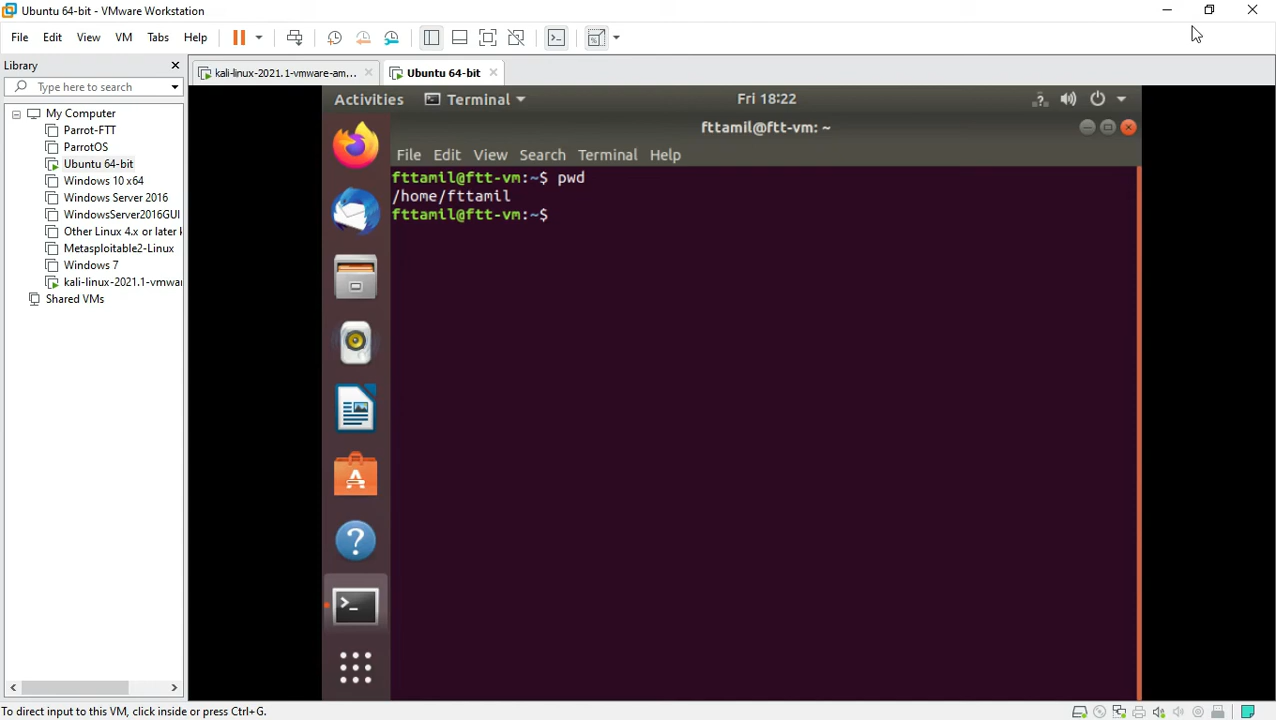 Ubuntu 64-bit - VMware Workstation
File Edit View VM Tabs Help
Library
Type here to search
My Computer
Parrot-FTT
ParrotOS
Ubuntu 64-bit
Windows 10 x64
Windows Server 2016
WindowsServer2016GUI
Other Linux 4.x or later k
Metasploitable2-Linux
Windows 7
kali-linux-2021.1-vmwar
Shared VMs
kali-linux-2021.1-vmware-am...
Ubuntu 64-bit
Activities Terminal Fri 18:22
fttamil@ftt-vm: ~
File Edit View Search Terminal Help
fttamil@ftt-vm:~$ pwd
/home/fttamil
fttamil@ftt-vm:~$
To direct input to this VM, click inside or press Ctrl+G.